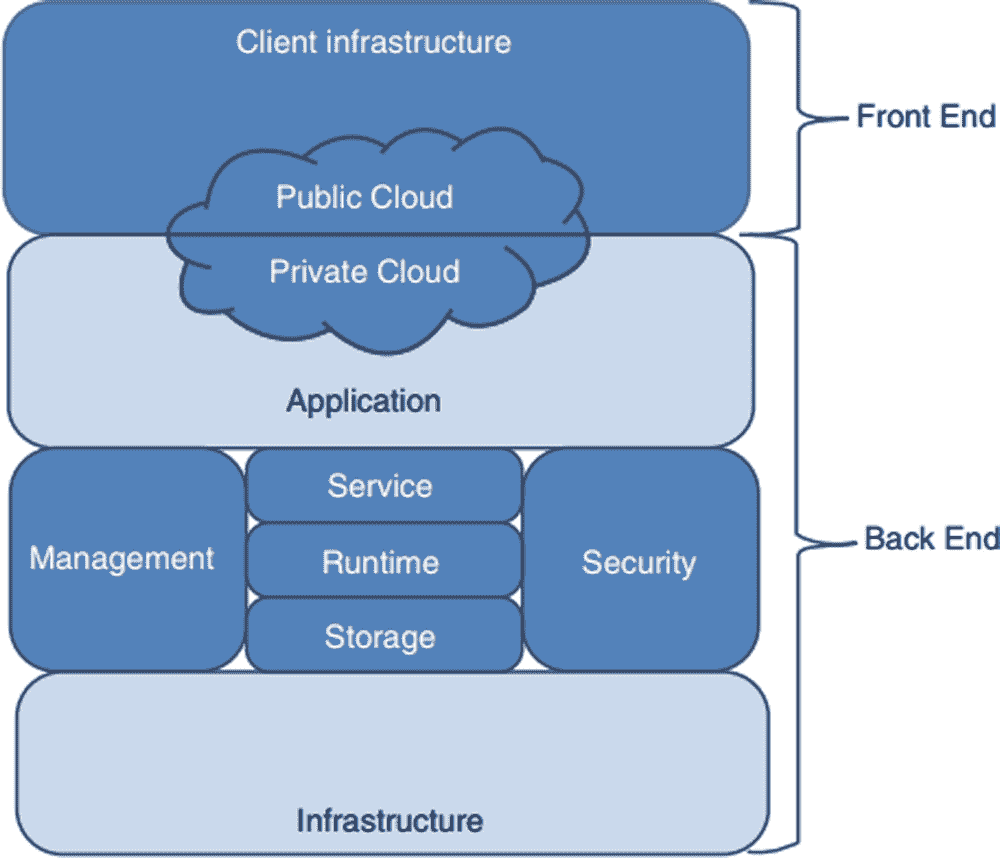 Client infrastructure
Front End
Public Cloud
Private Cloud
Application
Service
Management
Runtime
Security
Back End
Storage
Infrastructure